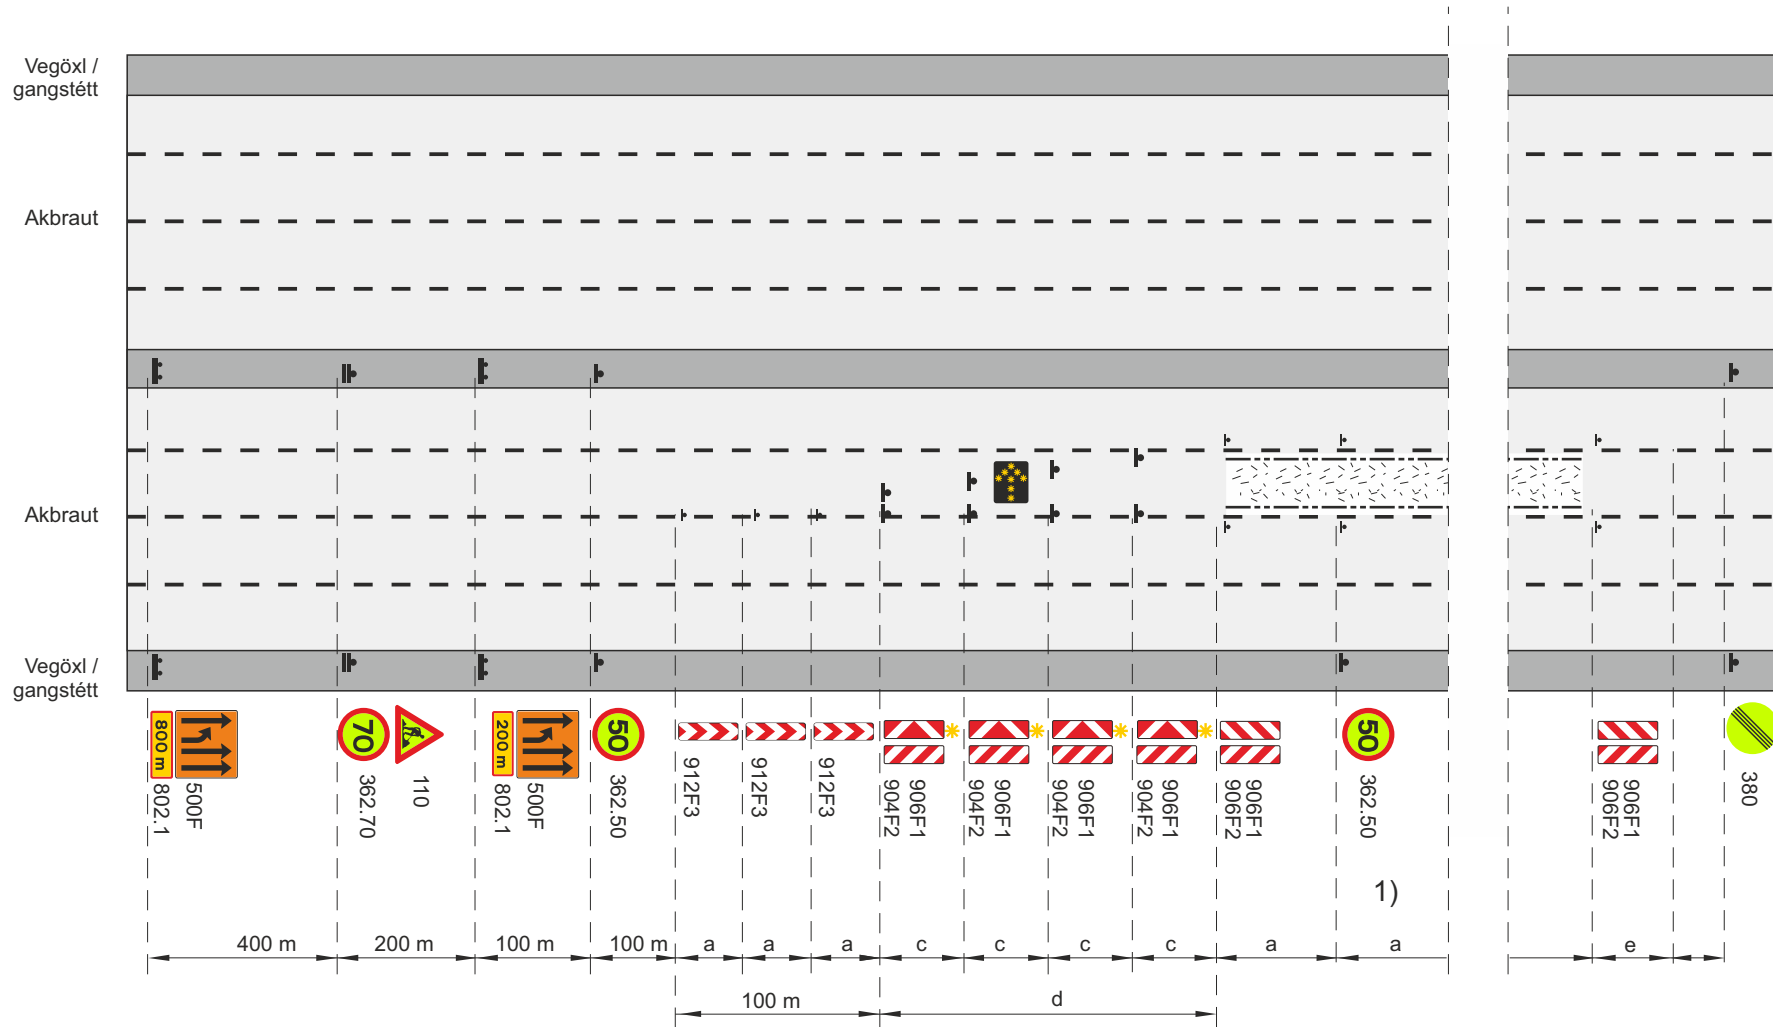 Vegöxl /
gangstétt
Akbraut
Akbraut
Vegöxl /
gangstétt
800 m
802.1
500F
70
362.70
110
200 m
802.1
500F
50
362.50
912F3
912F3
912F3
904F2
906F1
904F2
906F1
904F2
906F1
904F2
906F1
906F2
906F1
50
362.50
906F2
906F1
380
1)
400 m
200 m
100 m
100 m
a
a
a
c
c
c
c
a
a
e
100 m
d